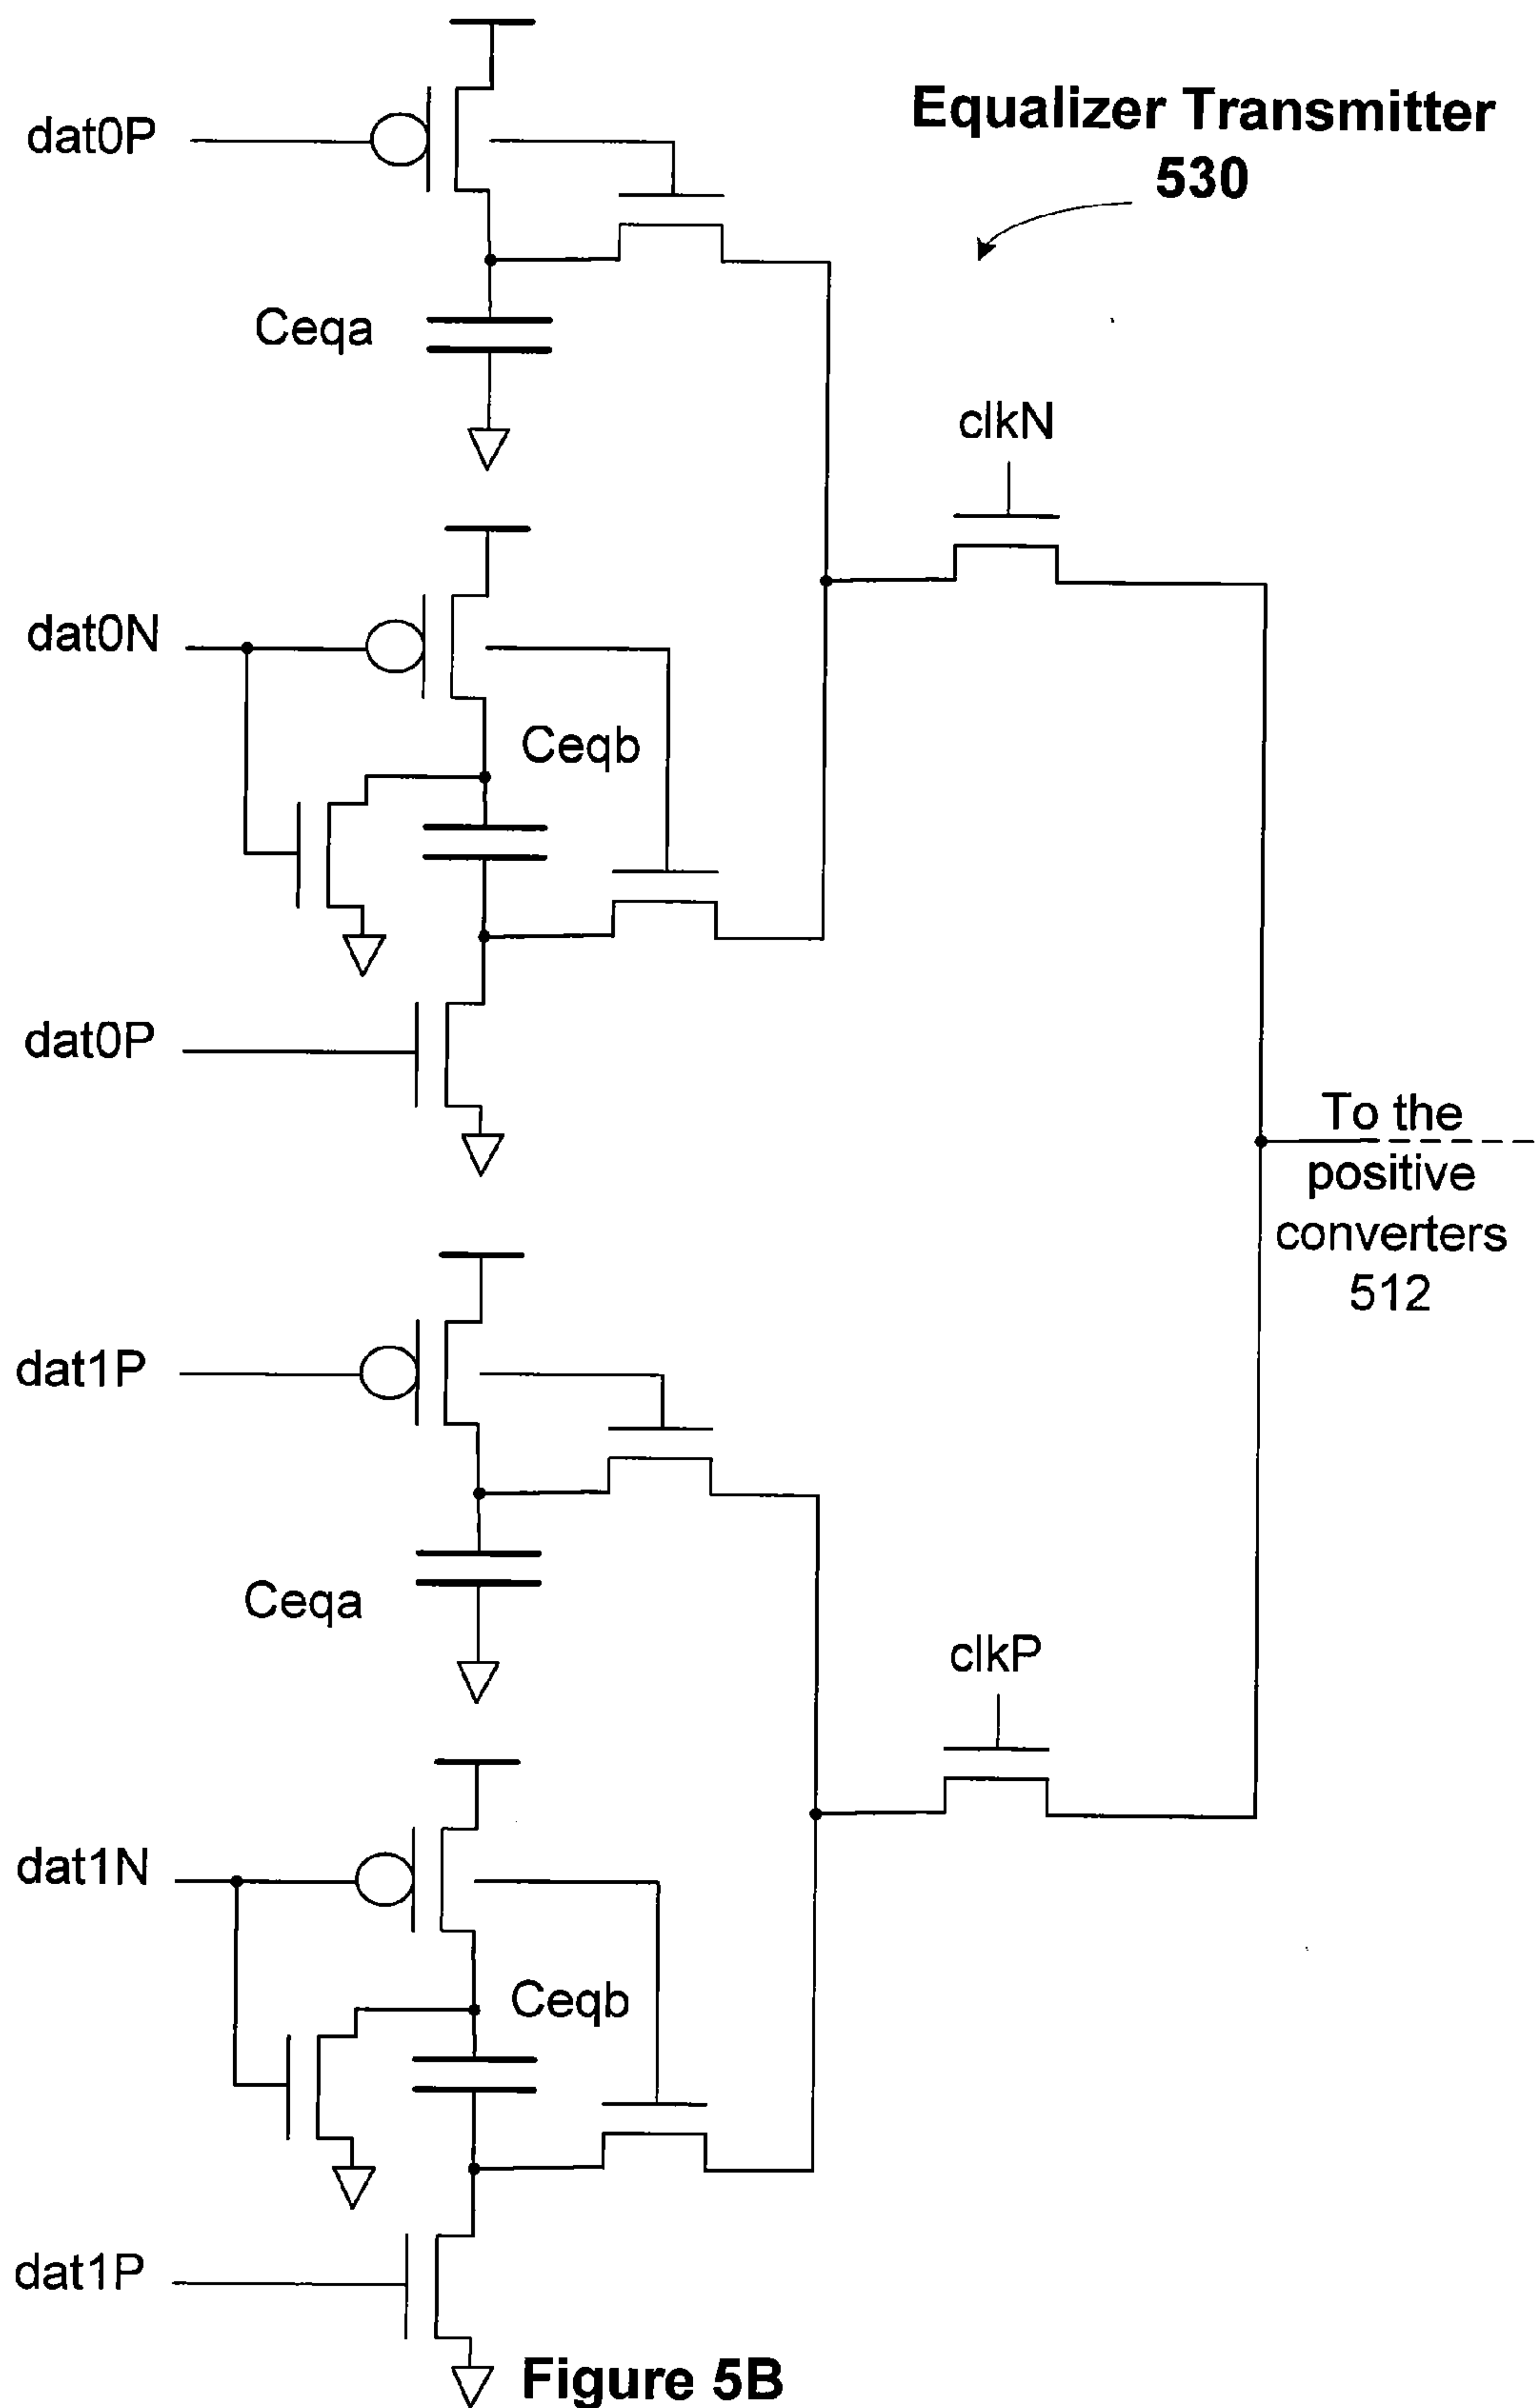 Equalizer Transmitter
530
dat0P
Ceqa
clkN
dat0N
Ceqb
dat0P
To the
positive
converters
512
dat1P
Ceqa
clkP
dat1N
Ceqb
dat1P
Figure 5B